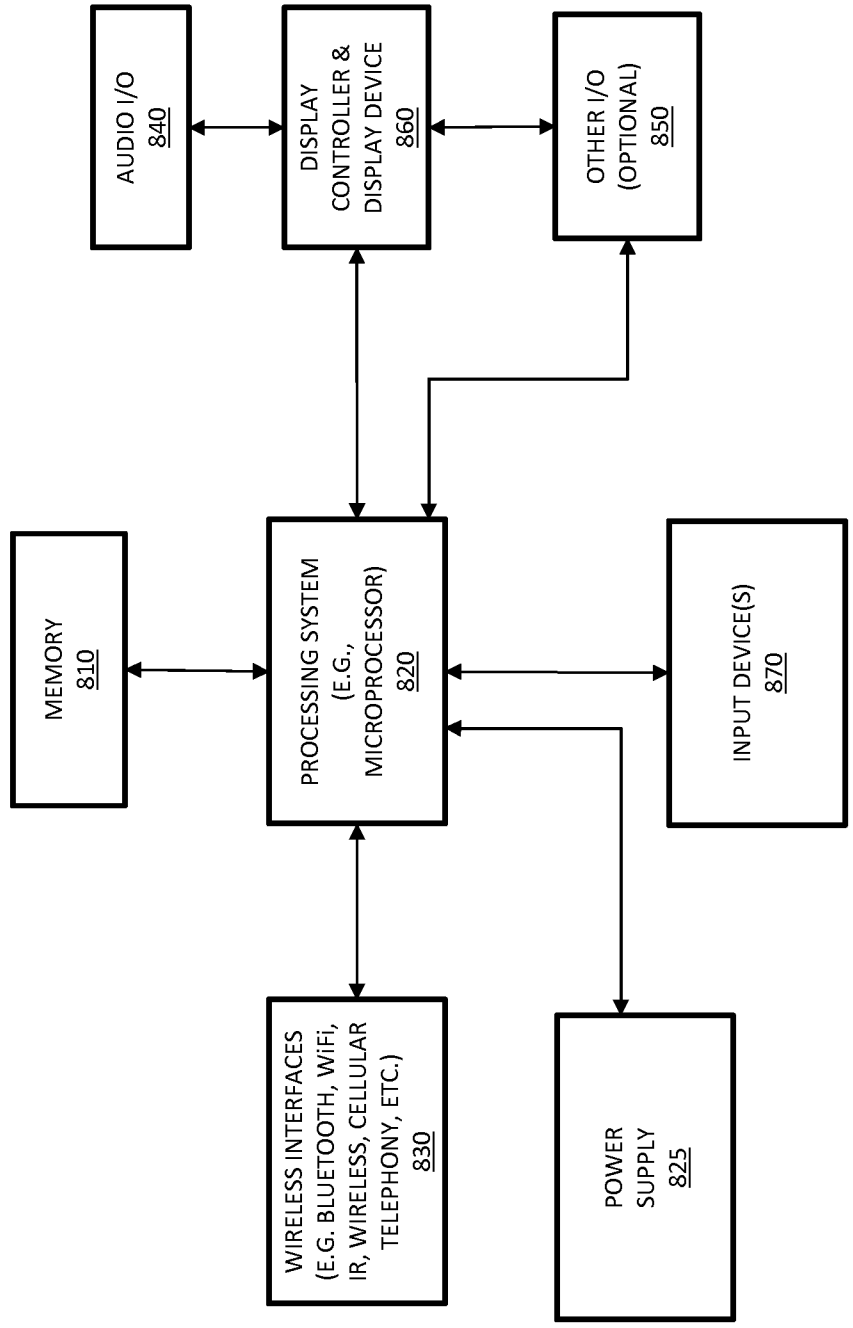 MEMORY
810
AUDIO I/O
840
WIRELESS INTERFACES
(E.G. BLUETOOTH, WiFi,
IR, WIRELESS, CELLULAR
TELEPHONY, ETC.)
830
PROCESSING SYSTEM
(E.G.,
MICROPROCESSOR)
820
DISPLAY
CONTROLLER &
DISPLAY DEVICE
860
POWER
SUPPLY
825
INPUT DEVICE(S)
870
OTHER I/O
(OPTIONAL)
850